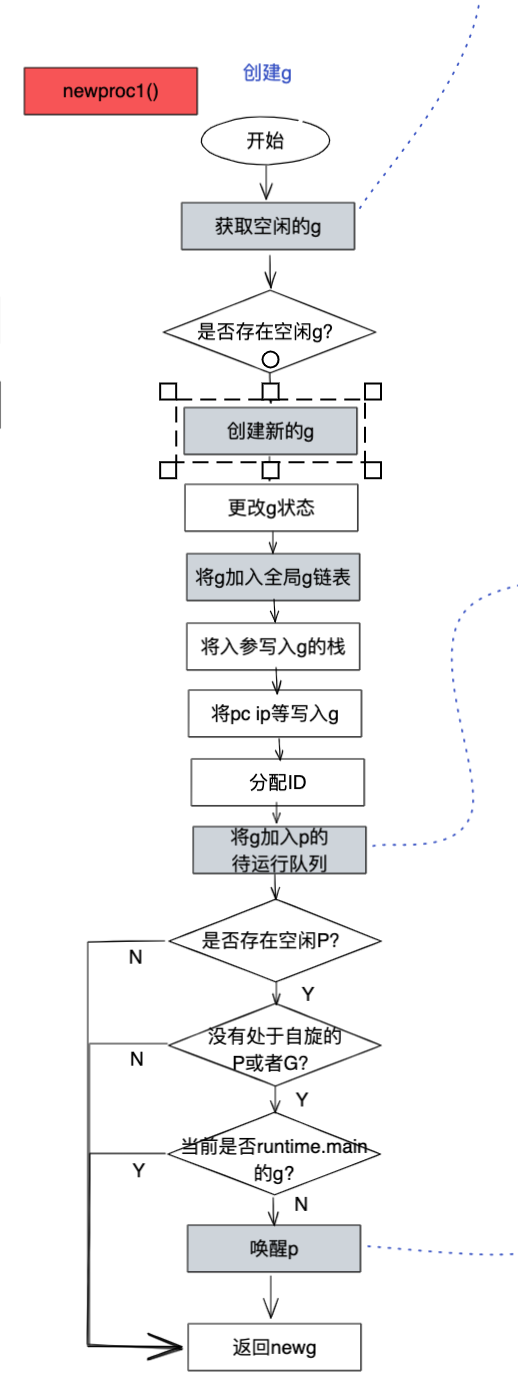 创建g
newproc1()
开始
获取空闲的g
是否存在空闲g?
创建新的g
更改g状态
将g加入全局g链表
将入参写入g的栈
将pc ip等写入g
分配ID
将g加入p的
待运行队列
是否存在空闲P?
N
Y
没有处于自旋的
P或者G?
N
Y
当前是否runtime.main
的g?
Y
N
唤醒p
返回newg